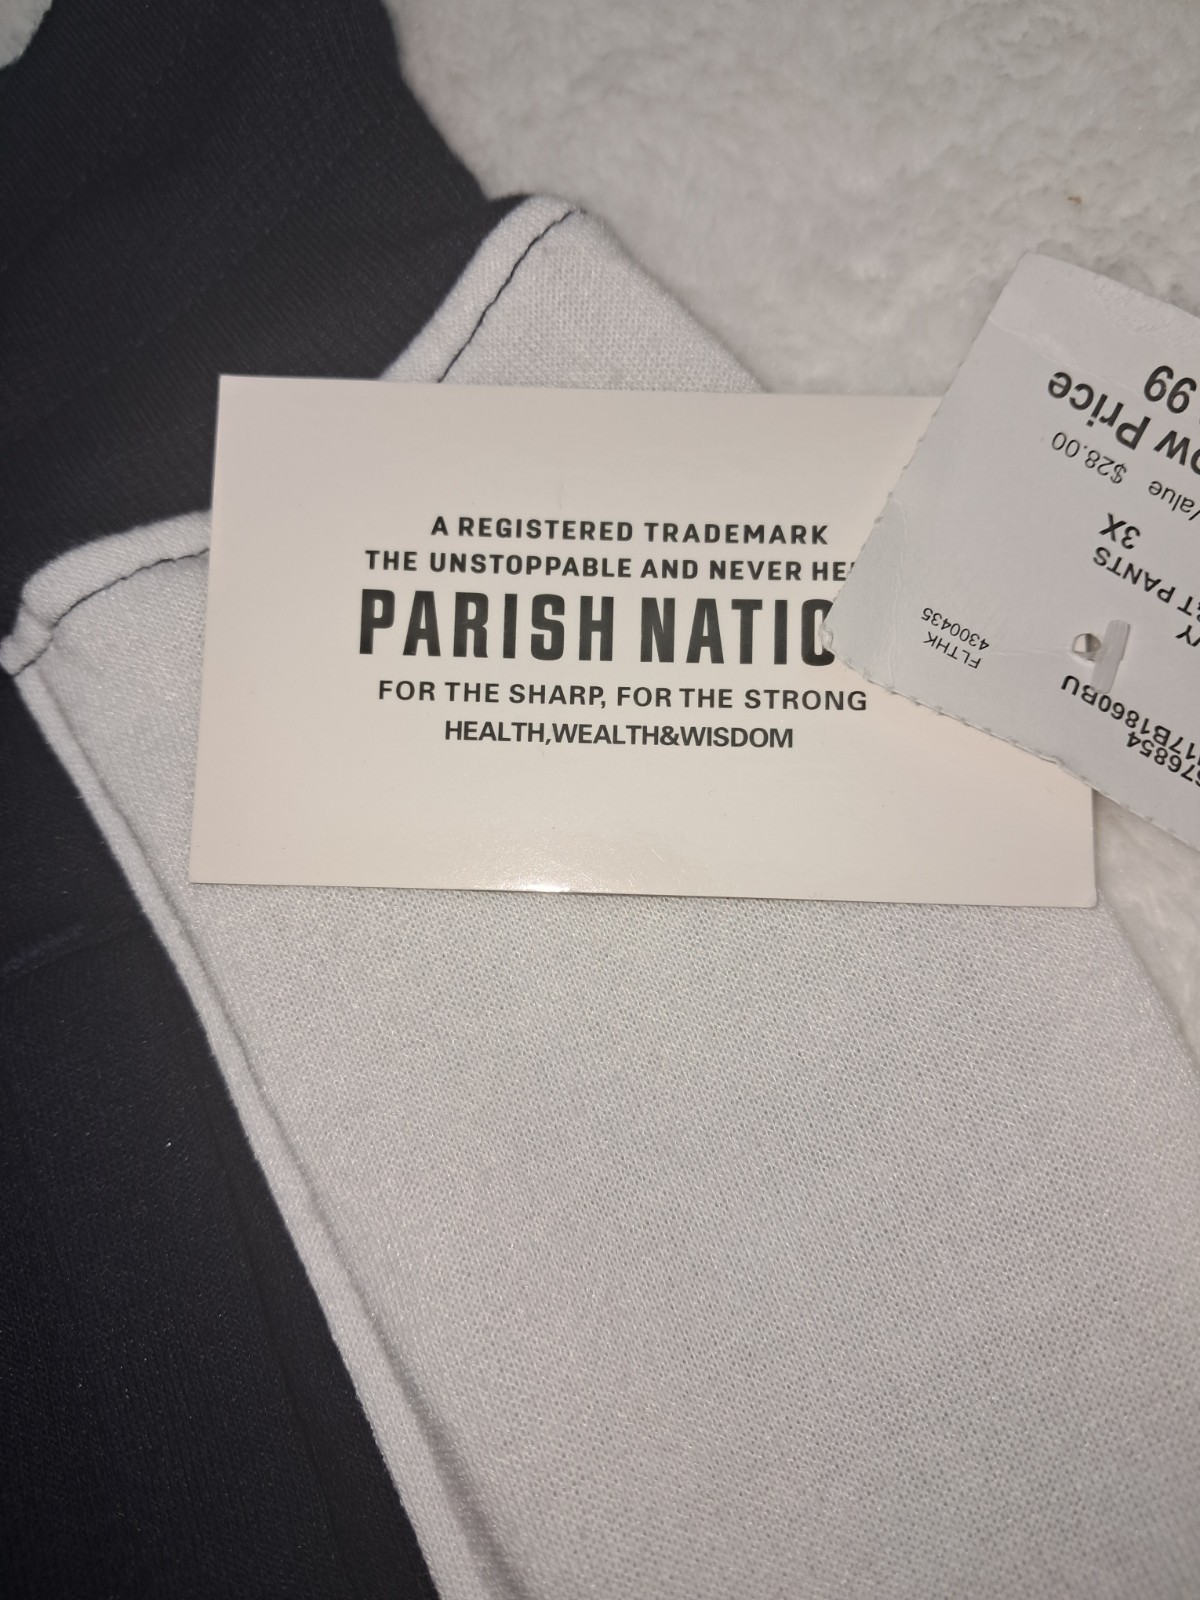 A REGISTERED TRADEMARK
THE UNSTOPPABLE AND NEVER
PARISH
FOR THE SHARP, FOR THE STRONG
HEALTH,WEALTH&WISDOM
FLTHK
4300435
PANTS
3X
$28.00
Price
99